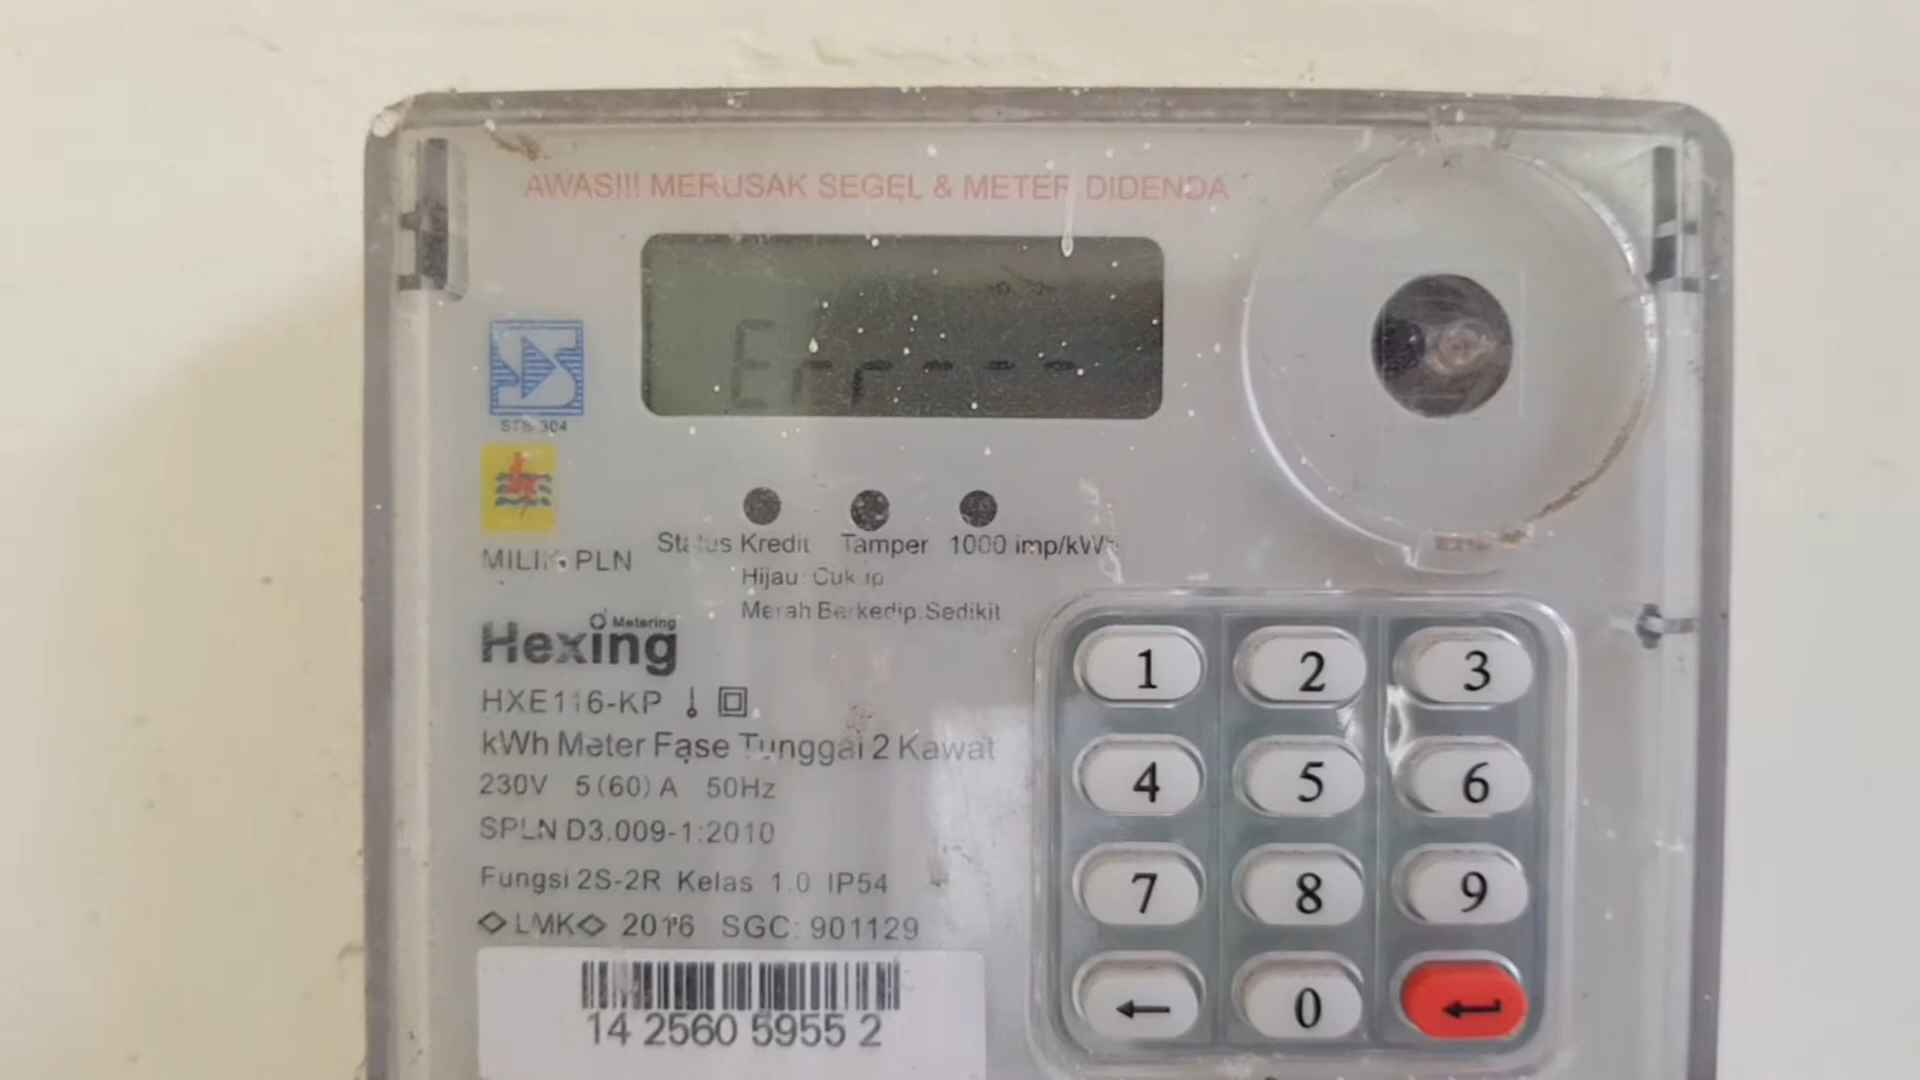 AWAS!!! MERUSAK SEGEL & METER DIDENDA
Err---
STS 304
MILIK PLN
Status Kredit Tamper 1000 imp/kWh
Hijau: Cukup
Merah Berkedip: Sedikit
Metering
Hexing
HXE116-KP
kWh Meter Fase Tunggal 2 Kawat
230V 5(60)A 50Hz
SPLN D3.009-1:2010
Fungsi 2S-2R Kelas 1.0 IP54
LMK 2016 SGC: 901129
14 2560 5955 2
1 2 3
4 5 6
7 8 9
← 0 ↵